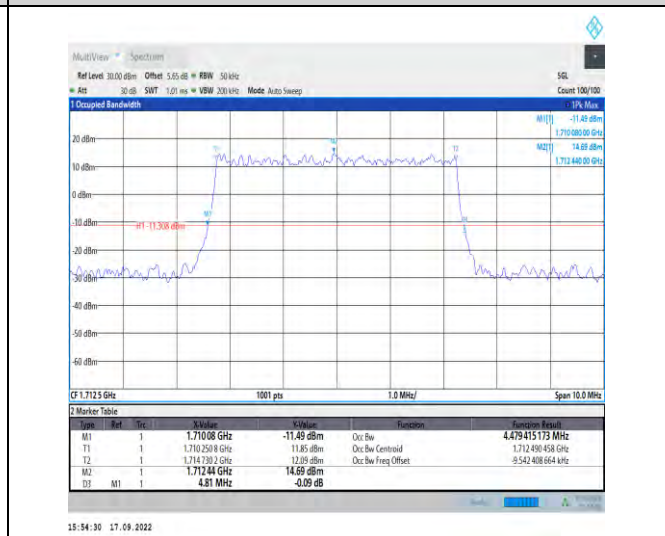 MultiView Spectrum
Ref Level 30.00 dBm Offset 5.65 dB RBW 50 kHz SGL
Att 30 dB SWT 1.01 ms VBW 200 kHz Mode Auto Sweep Count 100/100
1 Occupied Bandwidth 1Pk Max
M1[1] -11.49 dBm
1.710 080 00 GHz
M2[1] 14.69 dBm
1.712 440 00 GHz
20 dBm
T1 M2 T2
0 dBm
M1
-10 dBm
H1 -11.308 dBm
-20 dBm
-30 dBm
-40 dBm
-50 dBm
-60 dBm
CF 1.712 5 GHz 1001 pts 1.0 MHz/ Span 10.0 MHz
2 Marker Table
Type Ref Trc X-Value Y-Value Function Function Result
M1 1 1.710 08 GHz -11.49 dBm Occ Bw 4.479 415 173 MHz
T1 1 1.710 250 8 GHz 11.85 dBm Occ Bw Centroid 1.712 490 458 GHz
T2 1 1.714 730 2 GHz 12.09 dBm Occ Bw Freq Offset -9.542 408 664 kHz
M2 1 1.712 44 GHz 14.69 dBm
D3 M1 1 4.81 MHz -0.09 dB
15:54:30 17.09.2022